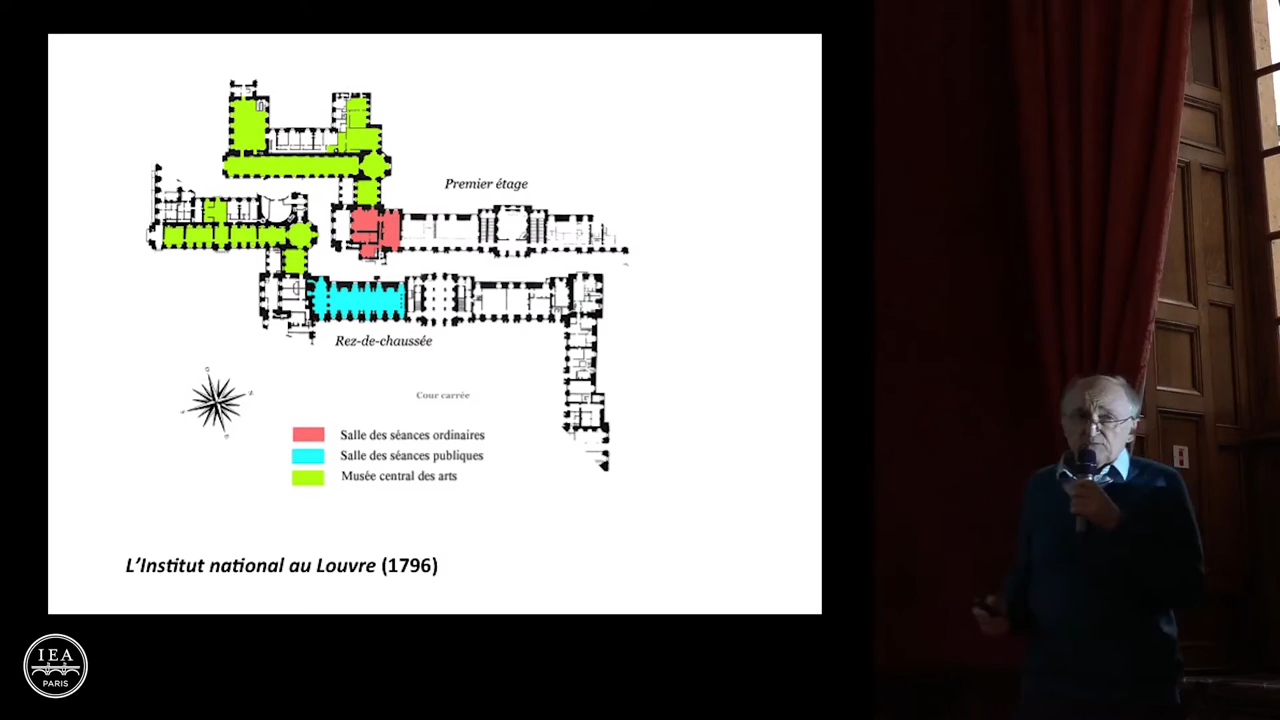 Premier étage
Rez-de-chaussée
Cour carrée
Salle des séances ordinaires
Salle des séances publiques
Musée central des arts
L'Institut national au Louvre (1796)
IEA
PARIS